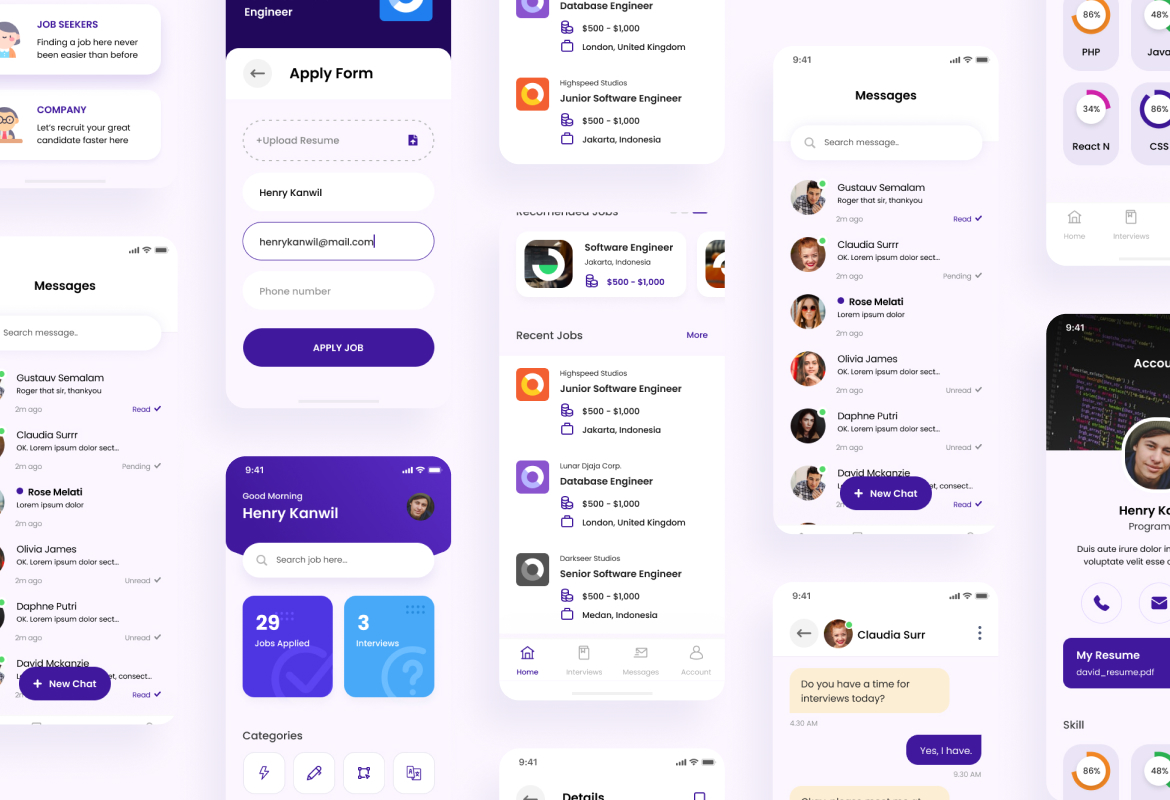 JOB SEEKERS
Finding a job here never
been easier than before
COMPANY
Let's recruit your great
candidate faster here
Messages
Search message..
Gustauv Semalam
Roger that sir, thankyou
2m ago
Read
Claudia Surrr
OK. Lorem ipsum dolor sect...
2m ago
Pending
Rose Melati
Lorem ipsum dolor
2m ago
Olivia James
OK. Lorem ipsum dolor sect...
2m ago
Unread
Daphne Putri
OK. Lorem ipsum dolor sect...
2m ago
Unread
David Mckanzie
et, consect..
+ New Chat
Read
Engineer
Apply Form
+Upload Resume
Henry Kanwil
henrykanwil@mail.com
Phone number
APPLY JOB
9:41
Good Morning
Henry Kanwil
Search job here...
29
Jobs Applied
3
Interviews
Categories
Database Engineer
$500 - $1,000
London, United Kingdom
Highspeed Studios
Junior Software Engineer
$500 - $1,000
Jakarta, Indonesia
Recomended Jobs
Software Engineer
Jakarta, Indonesia
$500 - $1,000
Recent Jobs
More
Highspeed Studios
Junior Software Engineer
$500 - $1,000
Jakarta, Indonesia
Lunar Djaja Corp.
Database Engineer
$500 - $1,000
London, United Kingdom
Darkseer Studios
Senior Software Engineer
$500 - $1,000
Medan, Indonesia
Home
Interviews
Messages
Account
9:41
Details
9:41
Messages
Search message..
Gustauv Semalam
Roger that sir, thankyou
2m ago
Read
Claudia Surrr
OK. Lorem ipsum dolor sect...
2m ago
Pending
Rose Melati
Lorem ipsum dolor
2m ago
Olivia James
OK. Lorem ipsum dolor sect...
2m ago
Unread
Daphne Putri
OK. Lorem ipsum dolor sect...
2m ago
Unread
David Mckanzie
et, consect..
+ New Chat
Read
9:41
Claudia Surr
Do you have a time for
interviews today?
4.30 AM
Yes, I have.
9.30 AM
86%
PHP
48%
Java
34%
React N
86%
CSS
Home
Interviews
9:41
Accou
Henry Ka
Program
Duis aute irure dolor in
voluptate velit esse c
My Resume
david_resume.pdf
Skill
86%
48%